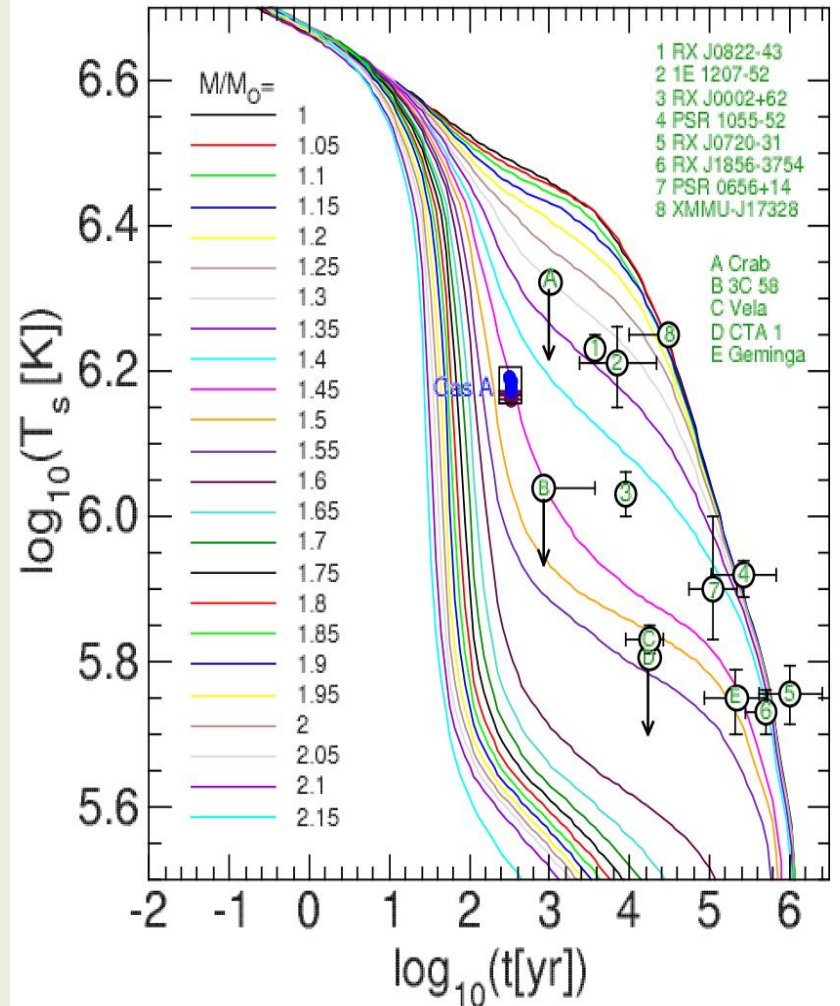 log10(Ts [K])
6.6
6.4
6.2
6.0
5.8
5.6
M/MO=
1
1.05
1.1
1.15
1.2
1.25
1.3
1.35
1.4
1.45
1.5
1.55
1.6
1.65
1.7
1.75
1.8
1.85
1.9
1.95
2
2.05
2.1
2.15
1 RX J0822-43
2 1E 1207-52
3 RX J0002+62
4 PSR 1055-52
5 RX J0720-31
6 RX J1856-3754
7 PSR 0656+14
8 XMMU-J17328
A Crab
B 3C 58
C Vela
D CTA 1
E Geminga
A
1
2
8
Cas A
B
3
7
4
C
D
E
6
5
-2 -1 0 1 2 3 4 5 6
log10(t[yr])